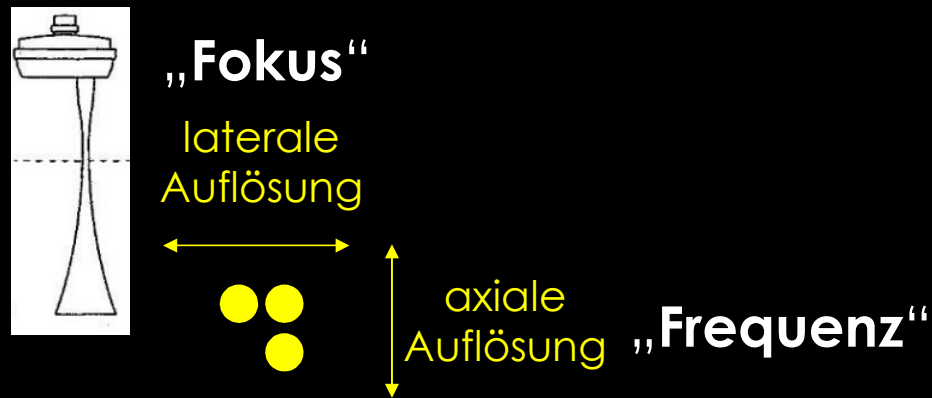 „Fokus“
laterale
Auflösung
axiale
Auflösung
„Frequenz“